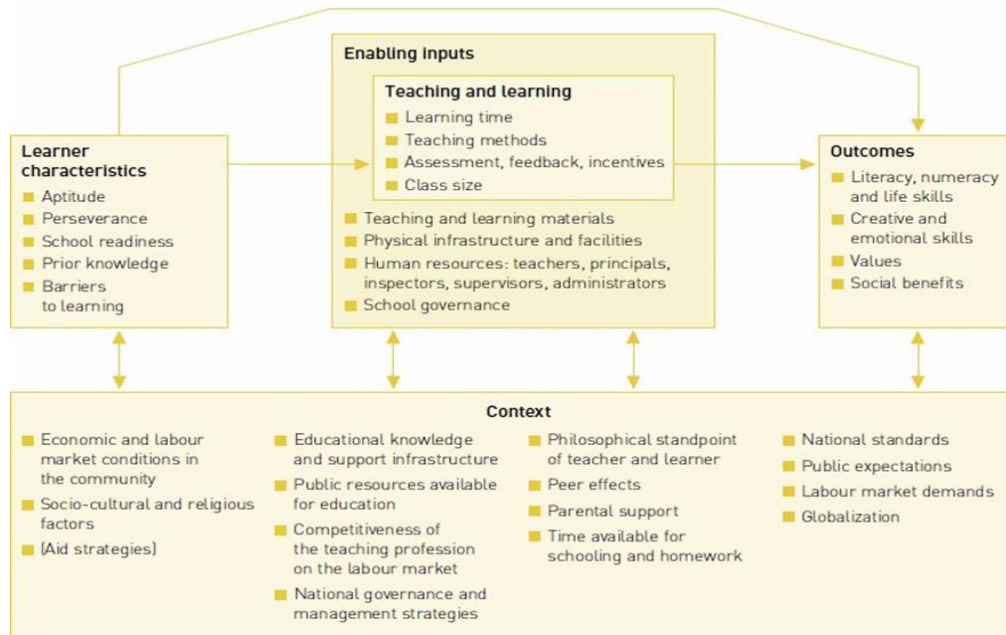 Enabling inputs
Teaching and learning
Learning time
Teaching methods
Assessment, feedback, incentives
Class size
Teaching and learning materials
Physical infrastructure and facilities
Human resources: teachers, principals,
inspectors, supervisors, administrators
School governance
Learner
characteristics
Aptitude
Perseverance
School readiness
Prior knowledge
Barriers
to learning
Outcomes
Literacy, numeracy
and life skills
Creative and
emotional skills
Values
Social benefits
Context
Economic and labour
market conditions in
the community
Socio-cultural and religious
factors
(Aid strategies)
Educational knowledge
and support infrastructure
Public resources available
for education
Competitiveness of
the teaching profession
on the labour market
National governance and
management strategies
Philosophical standpoint
of teacher and learner
Peer effects
Parental support
Time available for
schooling and homework
National standards
Public expectations
Labour market demands
Globalization